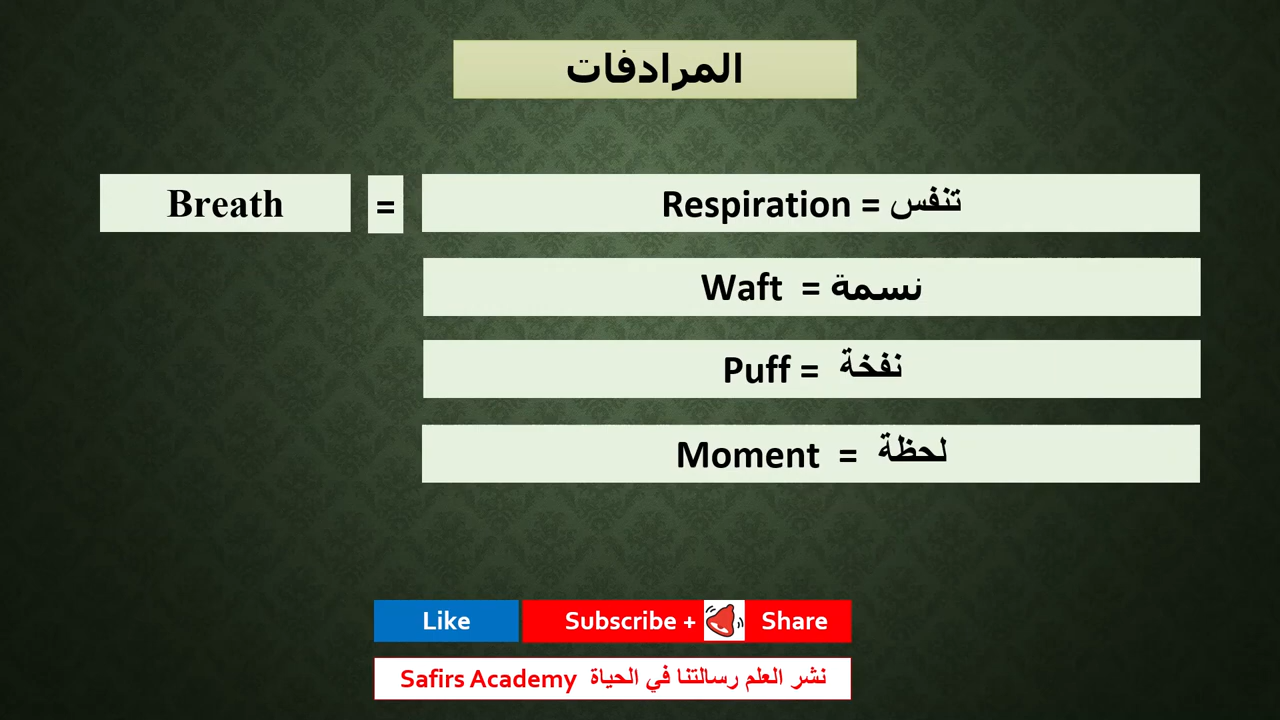 المرادفات
Breath = Respiration = تنفس
Waft = نسمة
Puff = نفخة
Moment = لحظة
Like Subscribe + Share
Safirs Academy نشر العلم رسالتنا في الحياة